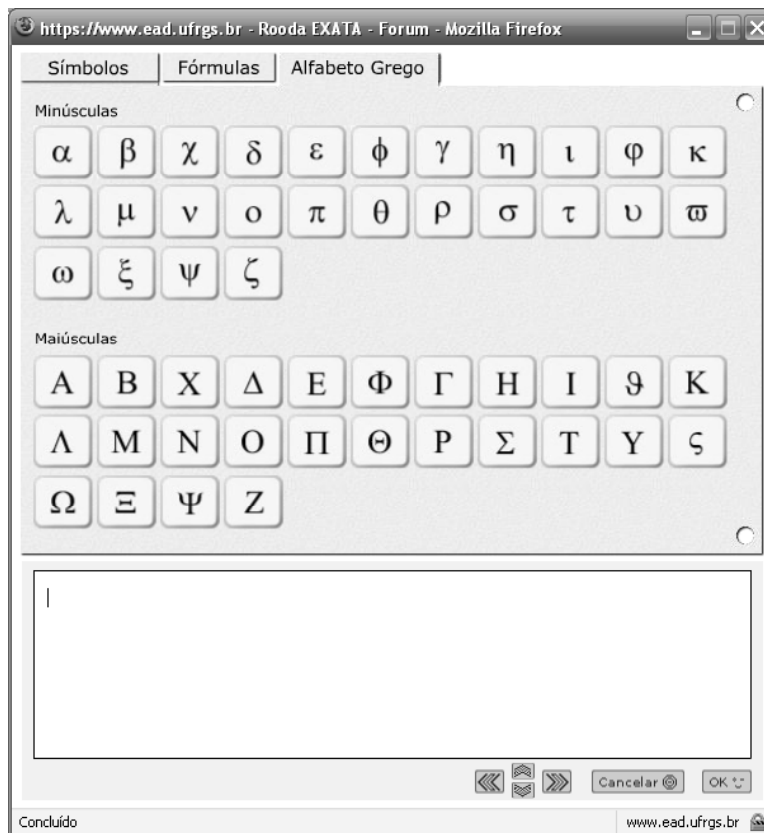 https://www.ead.ufrgs.br - Rooda EXATA - Forum - Mozilla Firefox
Símbolos Fórmulas Alfabeto Grego
Minúsculas
α β χ δ ε ϕ γ η ι φ κ
λ μ ν ο π θ ρ σ τ υ ϖ
ω ξ ψ ζ
Maiúsculas
Α Β Χ Δ Ε Φ Γ Η Ι ϑ Κ
Λ Μ Ν Ο Π Θ Ρ Σ Τ Υ ς
Ω Ξ Ψ Ζ
Cancelar OK
Concluído www.ead.ufrgs.br